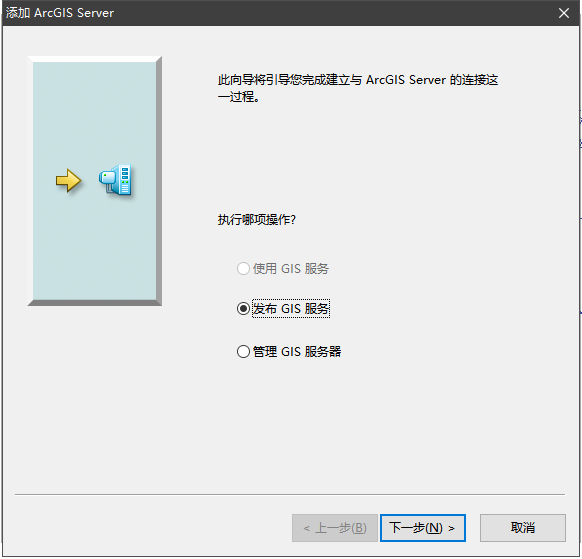 添加 ArcGIS Server
此向导将引导您完成建立与 ArcGIS Server 的连接这
一过程。
执行哪项操作?
使用 GIS 服务
发布 GIS 服务
管理 GIS 服务器
< 上一步(B)
下一步(N) >
取消